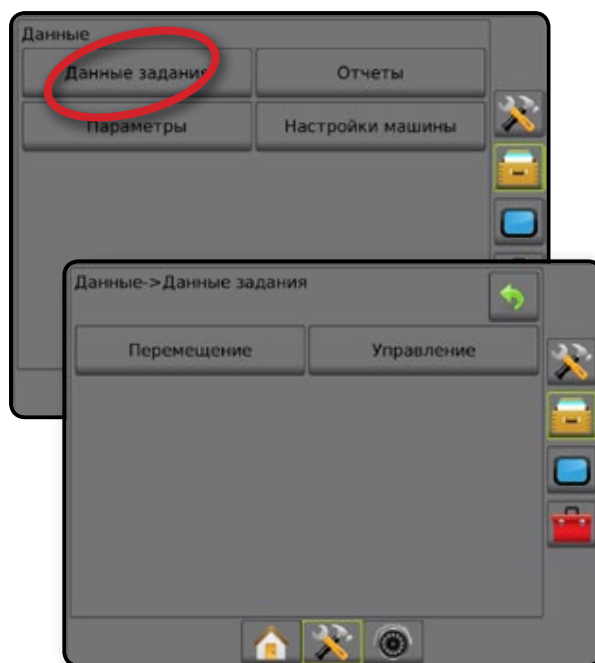 Данные
Данные задания Отчеты
Параметры Настройки машины
Данные->Данные задания
Перемещение Управление